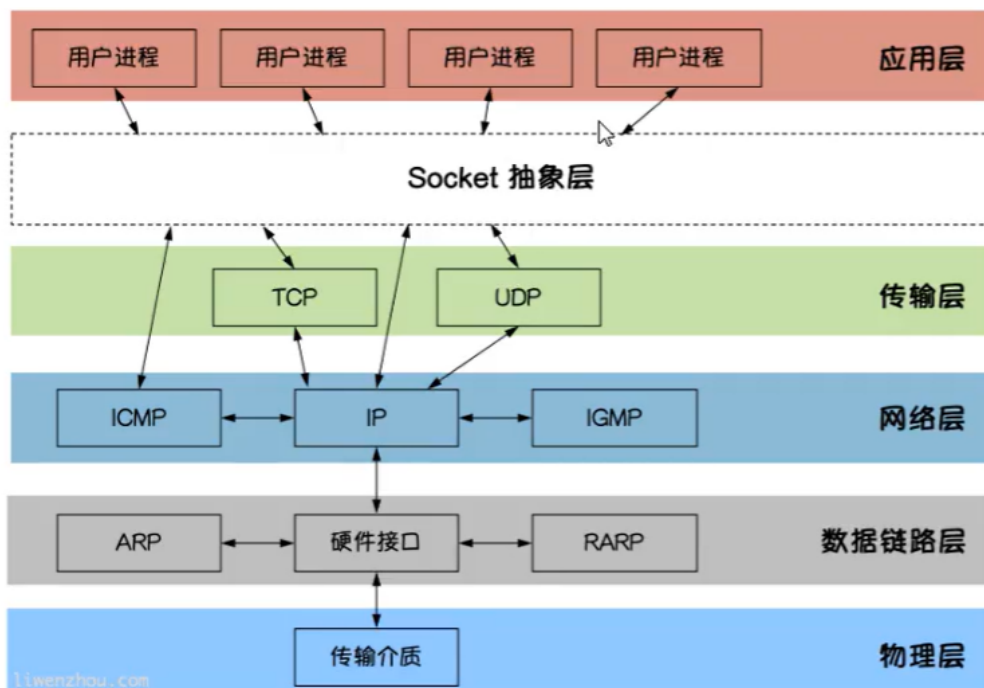 用户进程
用户进程
用户进程
用户进程
应用层
Socket 抽象层
TCP
UDP
传输层
ICMP
IP
IGMP
网络层
ARP
硬件接口
RARP
数据链路层
传输介质
物理层
liwenzhou.com